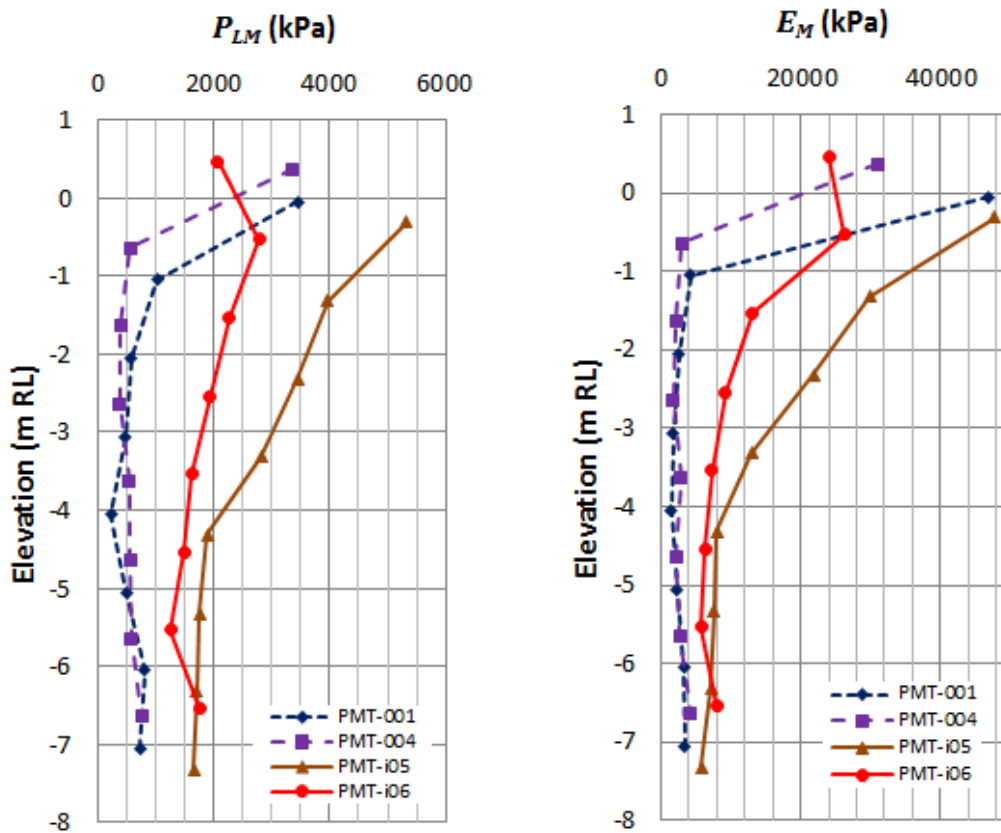 P_LM (kPa)
0 2000 4000 6000
1
0
-1
-2
-3
-4
-5
-6
-7
-8
Elevation (m RL)
PMT-001
PMT-004
PMT-i05
PMT-i06
E_M (kPa)
0 20000 40000
1
0
-1
-2
-3
-4
-5
-6
-7
-8
Elevation (m RL)
PMT-001
PMT-004
PMT-i05
PMT-i06